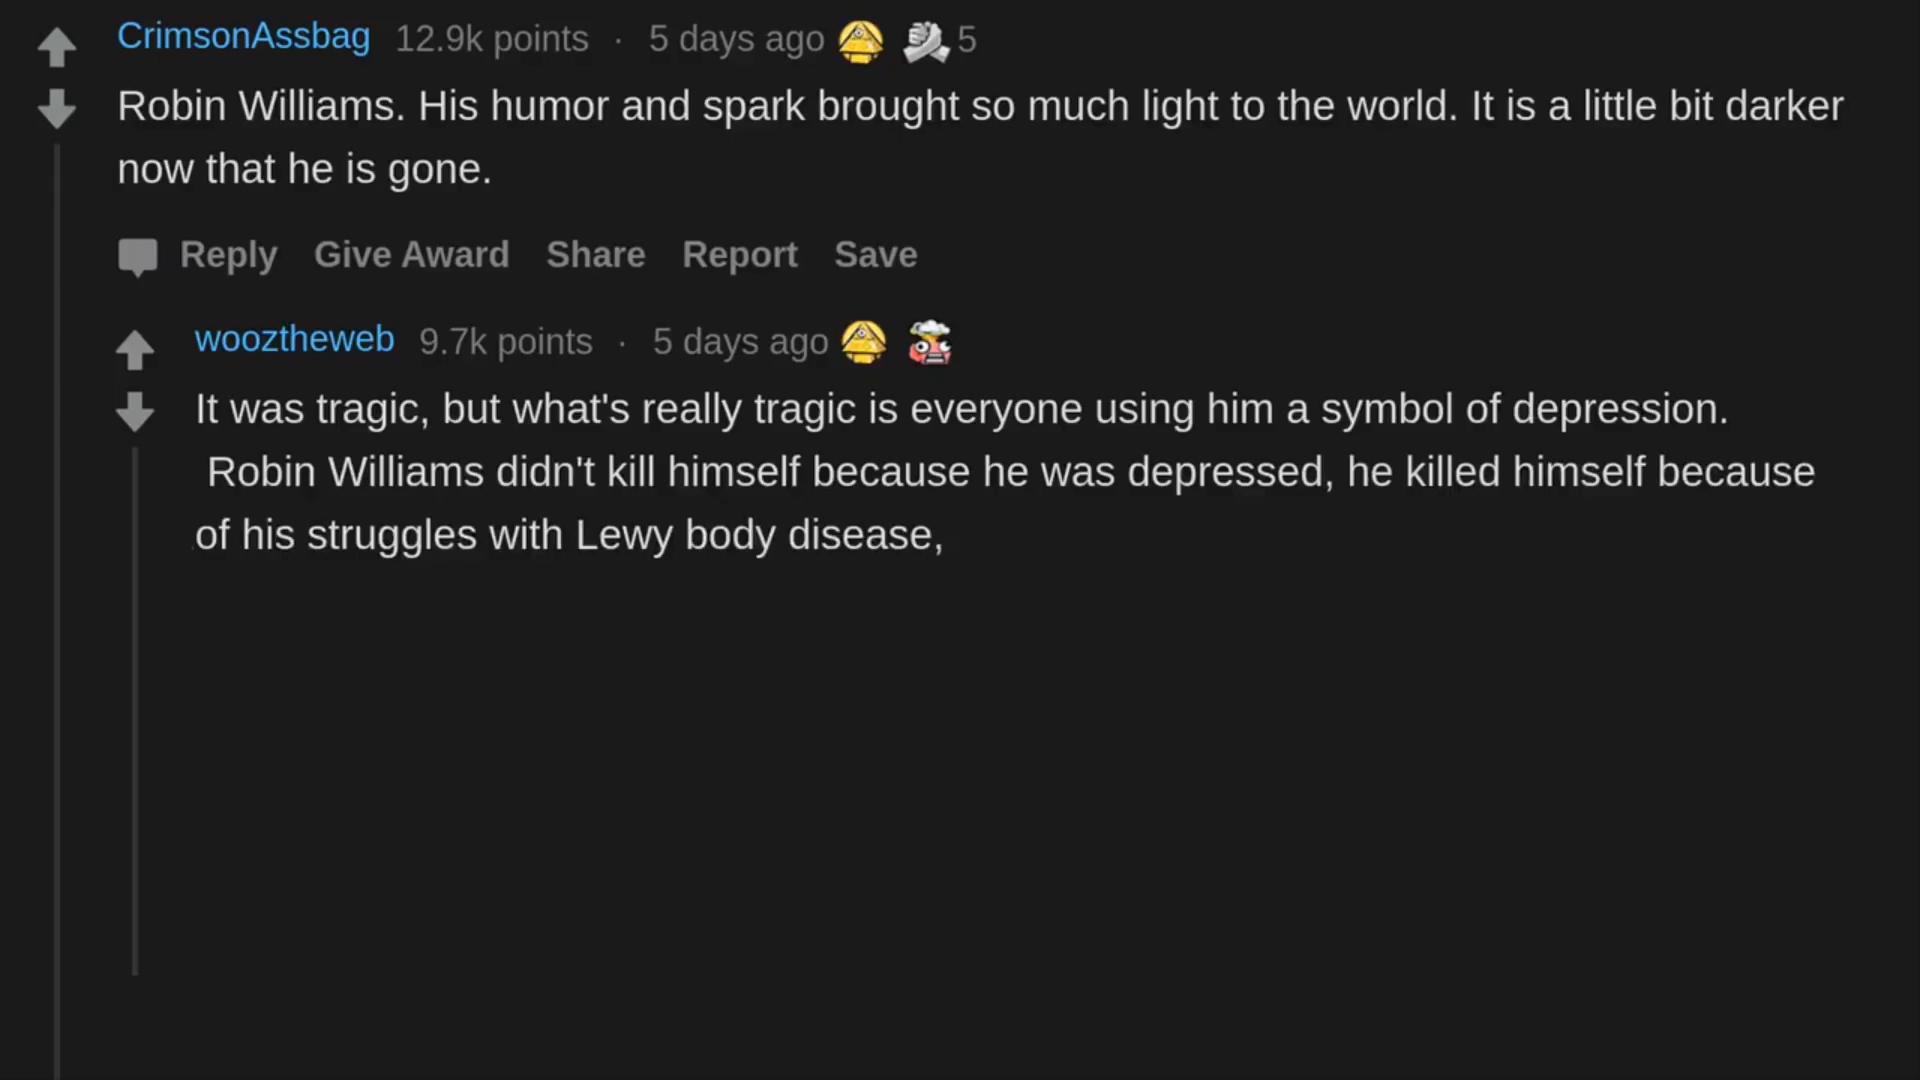 CrimsonAssbag 12.9k points · 5 days ago 5
Robin Williams. His humor and spark brought so much light to the world. It is a little bit darker
now that he is gone.
Reply Give Award Share Report Save
wooztheweb 9.7k points · 5 days ago
It was tragic, but what's really tragic is everyone using him a symbol of depression.
Robin Williams didn't kill himself because he was depressed, he killed himself because
of his struggles with Lewy body disease,